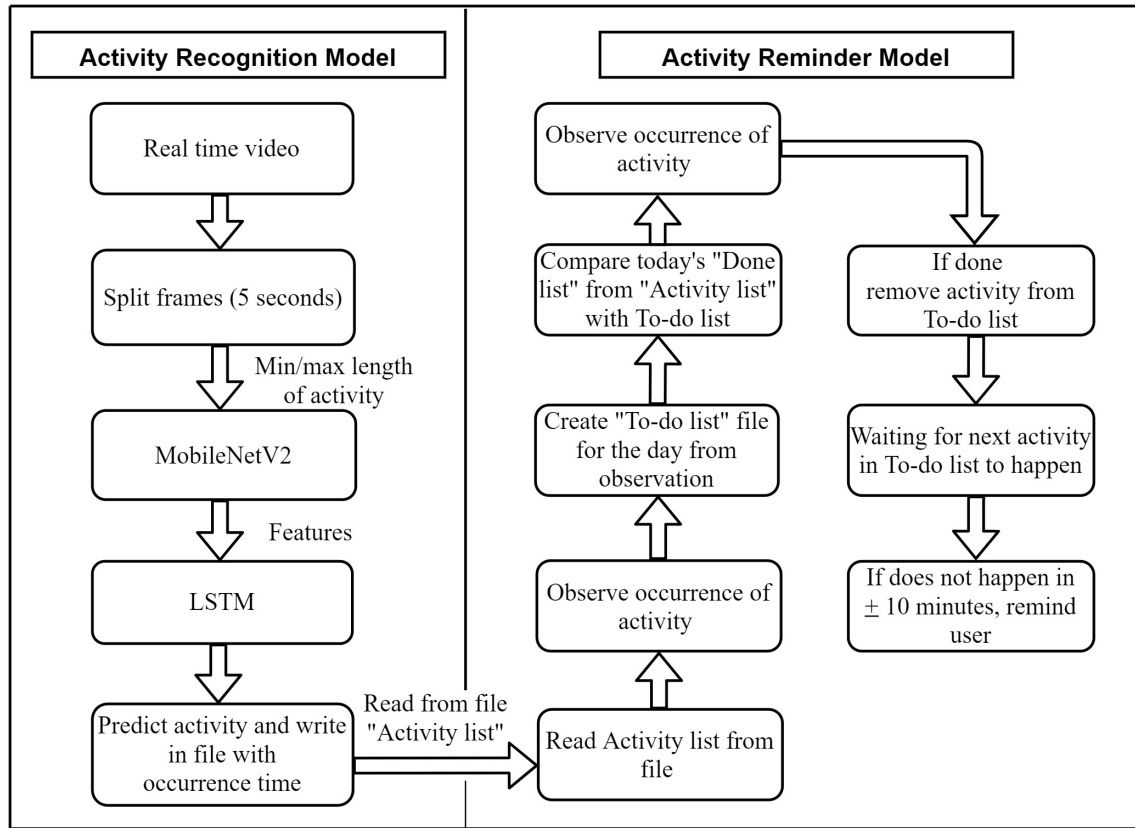 Activity Recognition Model
Real time video
Split frames (5 seconds)
Min/max length
of activity
MobileNetV2
Features
LSTM
Predict activity and write
in file with
occurrence time
Read from file
"Activity list"
Activity Reminder Model
Read Activity list from
file
Observe occurrence of
activity
Create "To-do list" file
for the day from
observation
Compare today's "Done
list" from "Activity list"
with To-do list
Observe occurrence of
activity
If done
remove activity from
To-do list
Waiting for next activity
in To-do list to happen
If does not happen in
± 10 minutes, remind
user